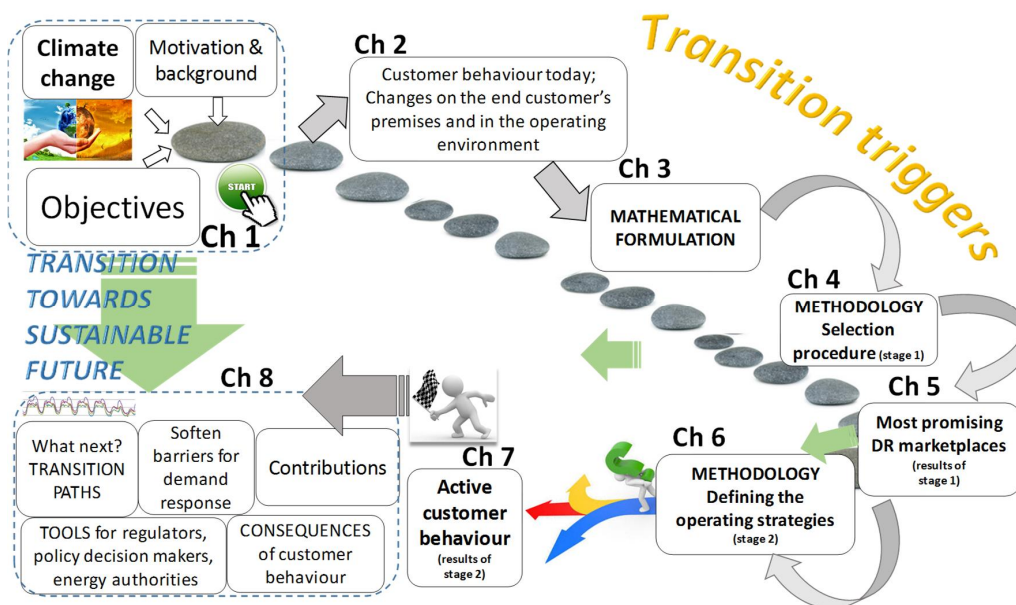 Climate
change
Motivation &
background
START
Objectives
Ch 1
Ch 2
Customer behaviour today;
Changes on the end customer's
premises and in the operating
environment
Transition triggers
Ch 3
MATHEMATICAL
FORMULATION
Ch 4
METHODOLOGY
Selection
procedure (stage 1)
Ch 5
Most promising
DR marketplaces
(results of
stage 1)
Ch 6
METHODOLOGY
Defining the
operating strategies
(stage 2)
Ch 7
Active
customer
behaviour
(results of
stage 2)
TRANSITION
TOWARDS
SUSTAINABLE
FUTURE
Ch 8
What next?
TRANSITION
PATHS
Soften
barriers for
demand
response
Contributions
TOOLS for regulators,
policy decision makers,
energy authorities
CONSEQUENCES
of customer
behaviour